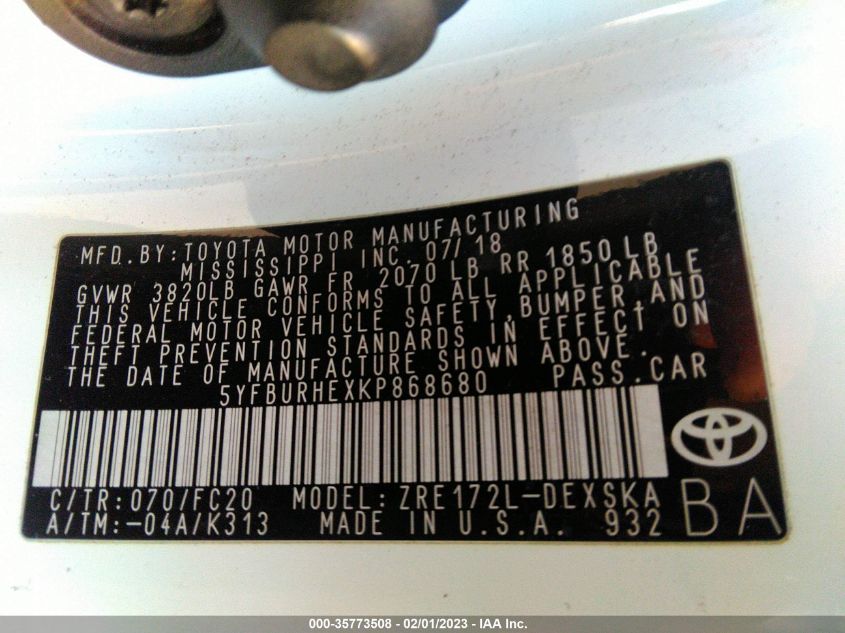 MFD. BY: TOYOTA MOTOR MANUFACTURING
MISSISSIPPI INC. 07/18
GVWR 3820LB GAWR FR 2070 LB RR 1850 LB
THIS VEHICLE CONFORMS TO ALL APPLICABLE
FEDERAL MOTOR VEHICLE SAFETY, BUMPER, AND
THEFT PREVENTION STANDARDS IN EFFECT ON
THE DATE OF MANUFACTURE SHOWN ABOVE.
5YFBURHEXKP868680 PASS.CAR
C/TR:070/FC20 MODEL: ZRE172L-DEXSKA
A/TM:-04A/K313 MADE IN U.S.A. 932
BA
000-35773508 - 02/01/2023 - IAA Inc.